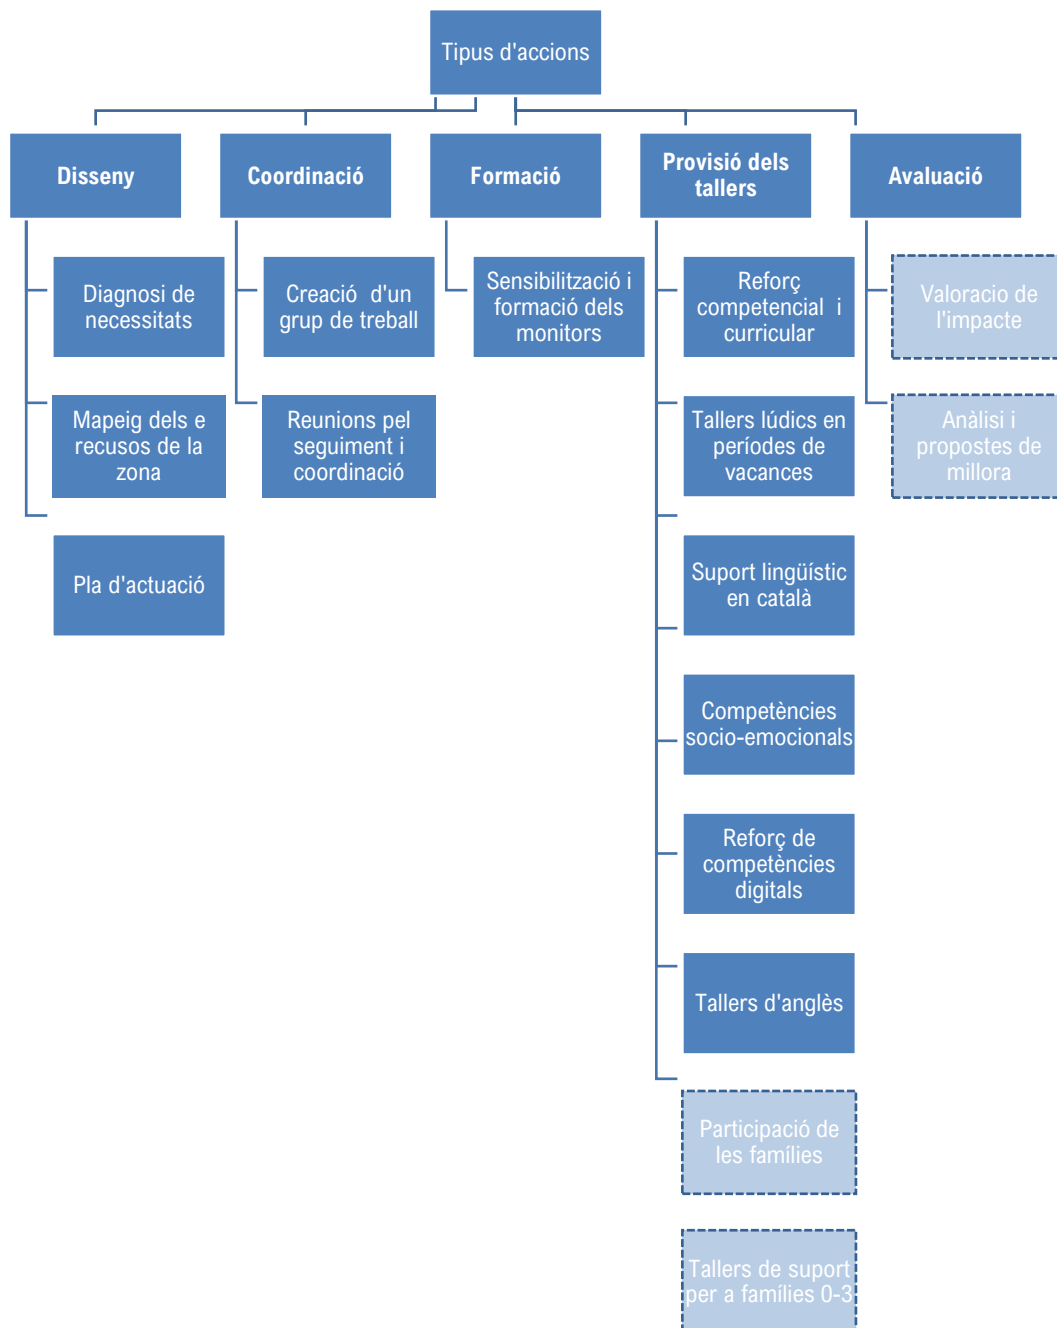 Tipus d'accions
Disseny
Coordinació
Formació
Provisió dels
tallers
Avaluació
Diagnosi de
necessitats
Mapeig dels e
recusos de la
zona
Pla d'actuació
Creació d'un
grup de treball
Reunions pel
seguiment i
coordinació
Sensibilització i
formació dels
monitors
Reforç
competencial i
curricular
Tallers lúdics en
períodes de
vacances
Suport lingüístic
en català
Competències
socio-emocionals
Reforç de
competències
digitals
Tallers d'anglès
Participació de
les famílies
Tallers de suport
per a famílies 0-3
Valoracio de
l'impacte
Anàlisi i
propostes de
millora